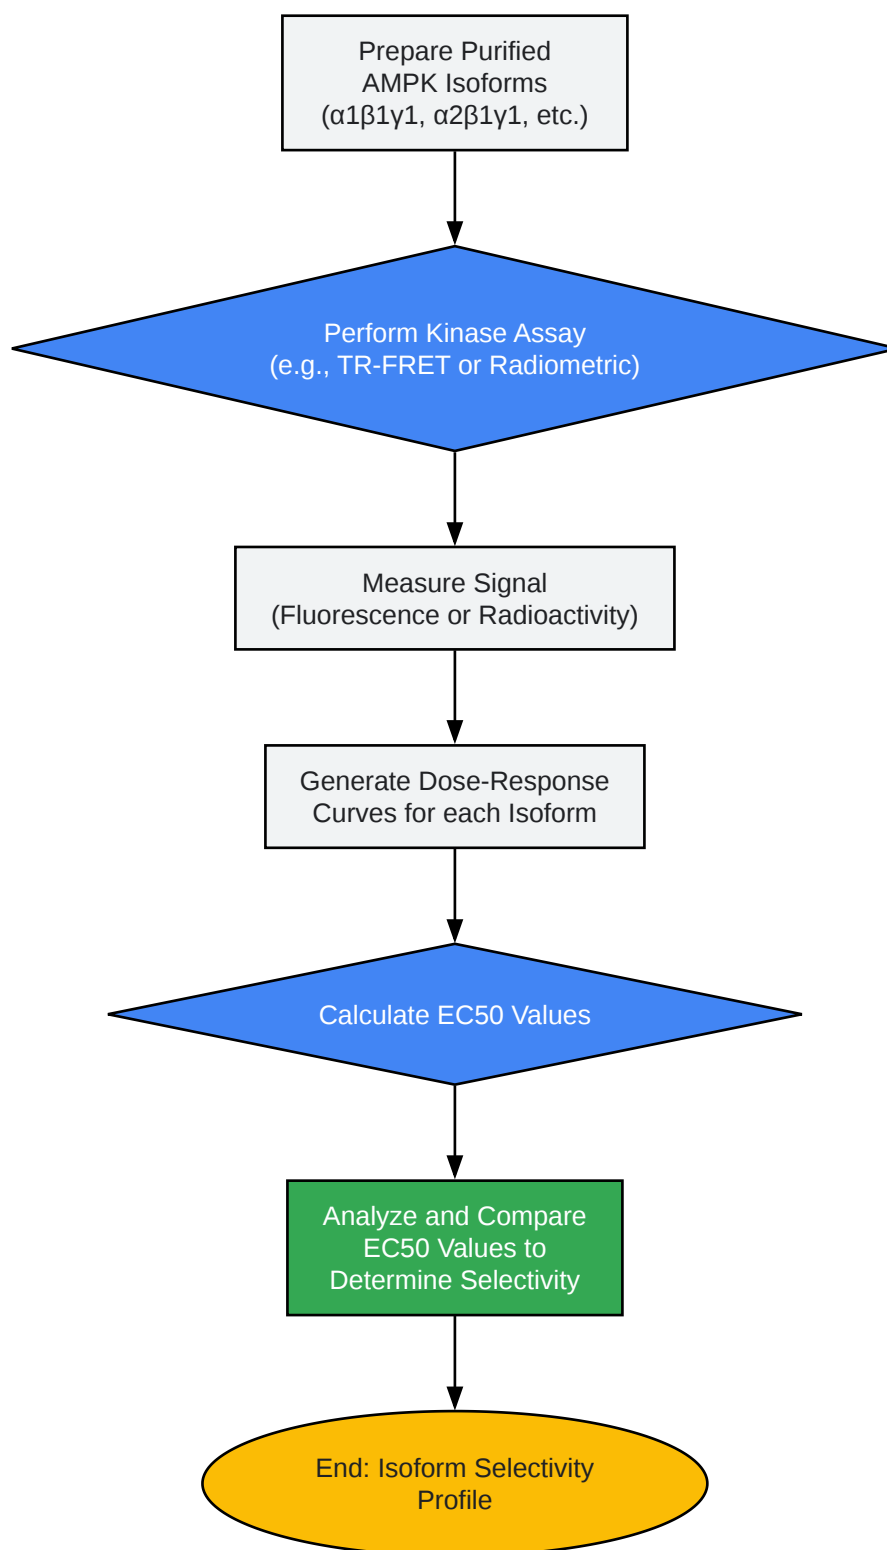 Prepare Purified
AMPK Isoforms
(α1β1γ1, α2β1γ1, etc.)
Perform Kinase Assay
(e.g., TR-FRET or Radiometric)
Measure Signal
(Fluorescence or Radioactivity)
Generate Dose-Response
Curves for each Isoform
Calculate EC50 Values
Analyze and Compare
EC50 Values to
Determine Selectivity
End: Isoform Selectivity
Profile